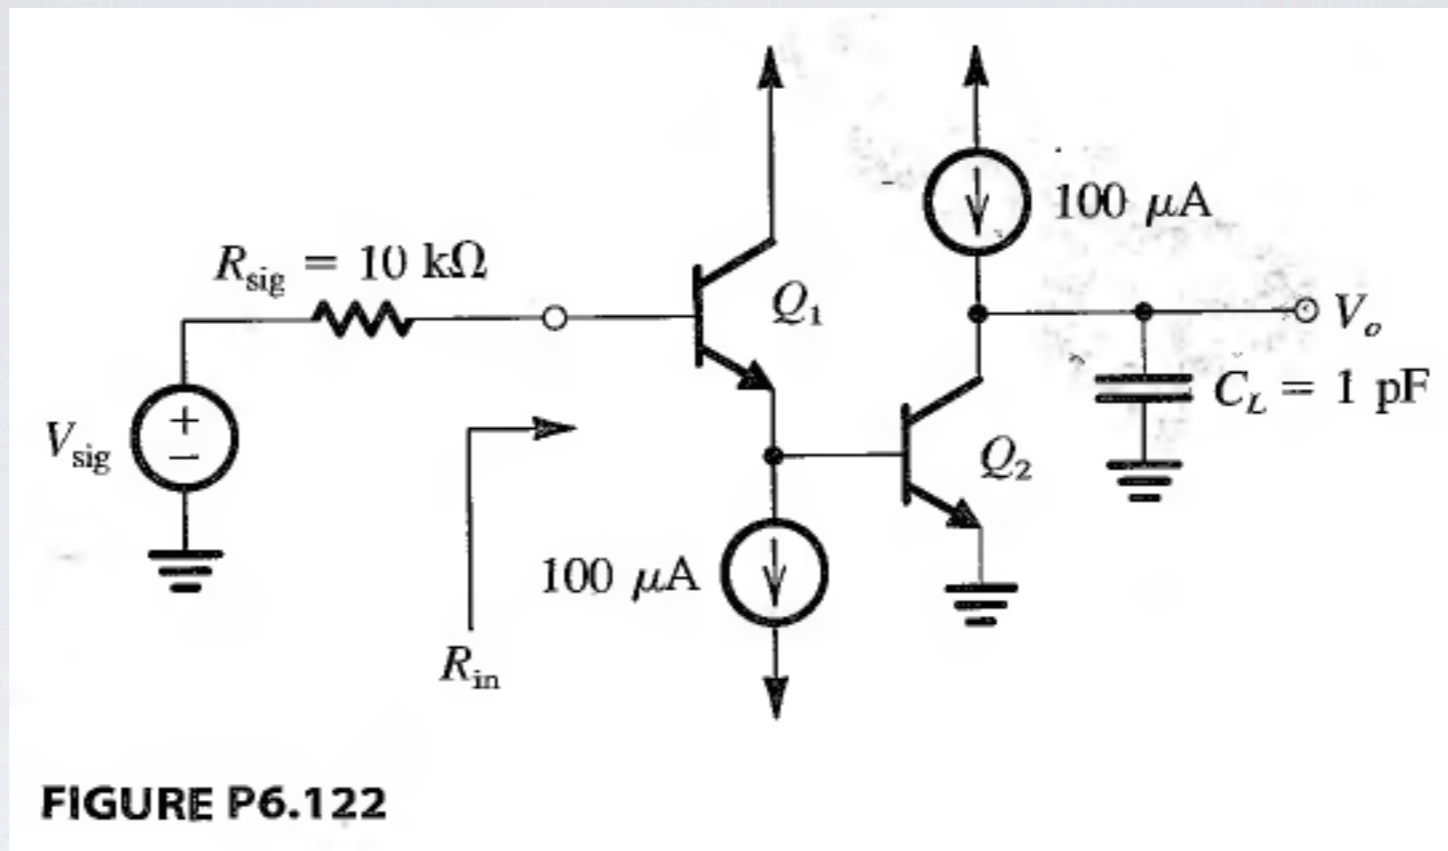 R_sig = 10 kΩ
V_sig
+
−
R_in
Q_1
100 μA
100 μA
Q_2
V_o
C_L = 1 pF
FIGURE P6.122